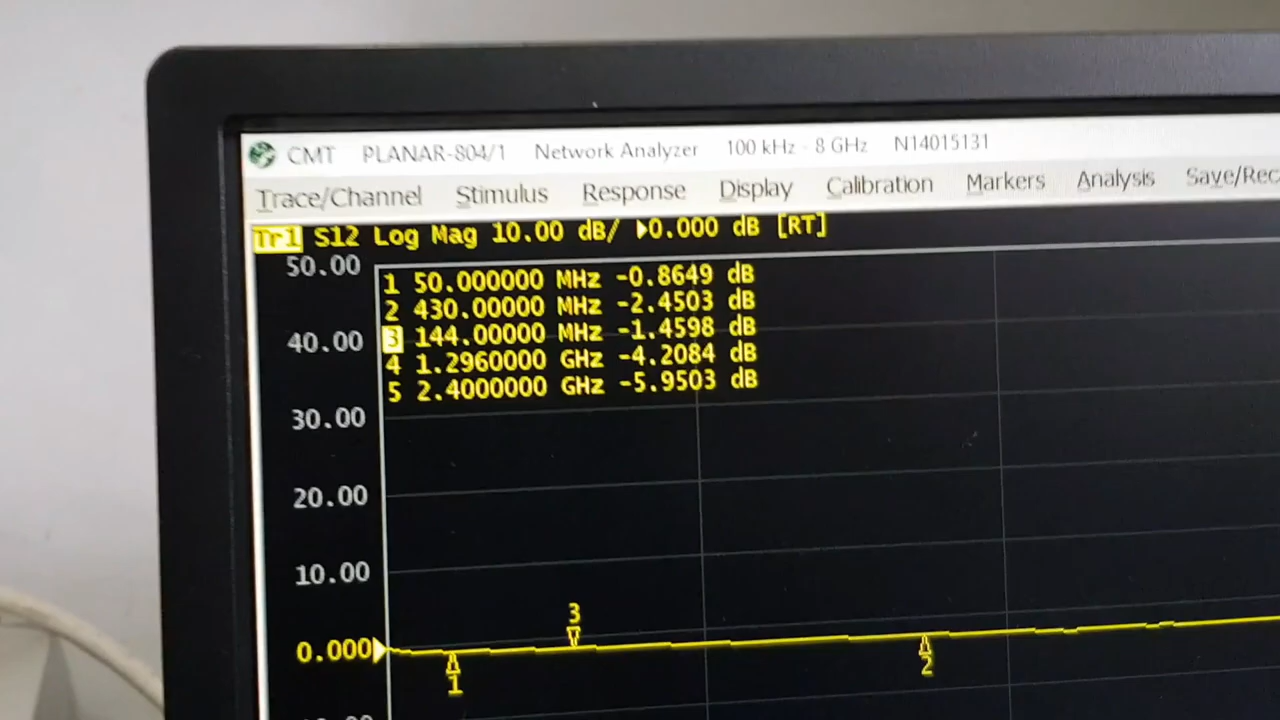 CMT PLANAR-804/1 Network Analyzer 100 kHz - 8 GHz N14015131
Trace/Channel Stimulus Response Display Calibration Markers Analysis Save/Reca
Tr1 S12 Log Mag 10.00 dB/ ▶0.000 dB [RT]
50.00
1 50.000000 MHz -0.8649 dB
2 430.00000 MHz -2.4503 dB
3 144.00000 MHz -1.4598 dB
4 1.2960000 GHz -4.2084 dB
5 2.4000000 GHz -5.9503 dB
40.00
30.00
20.00
10.00
0.000
3
1
2